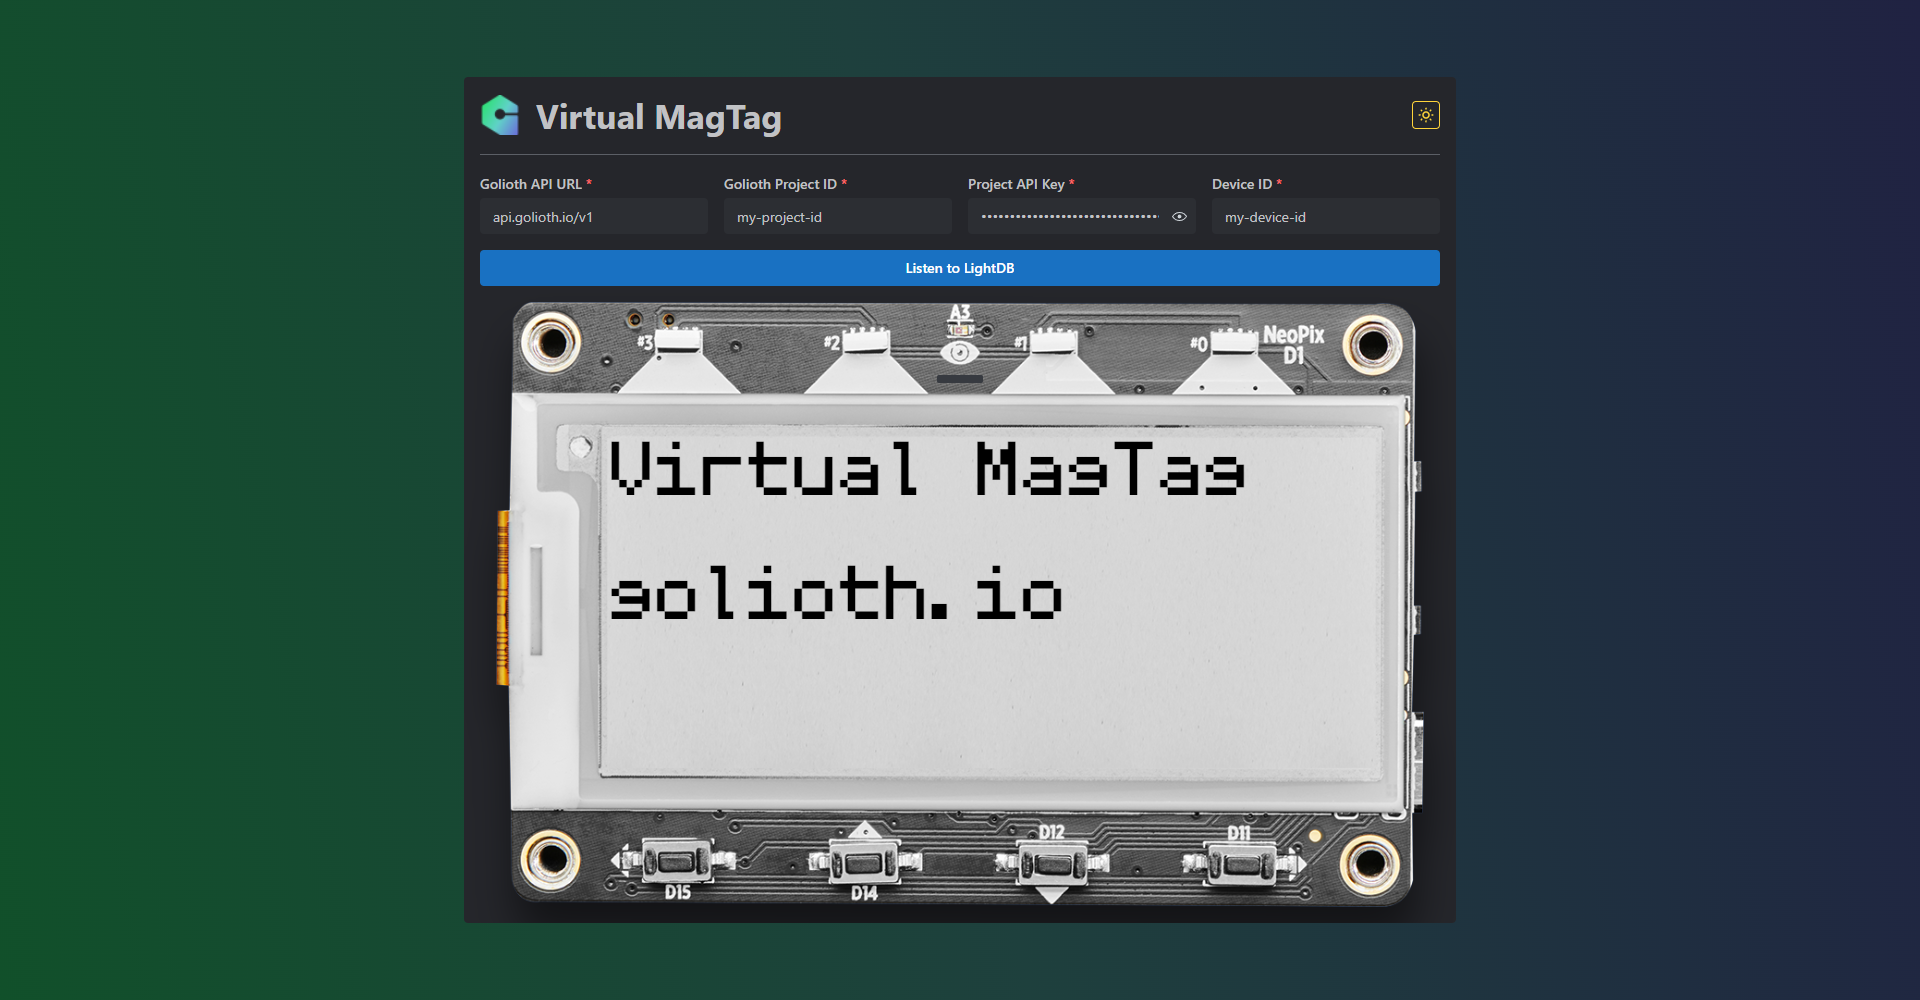 Virtual MagTag
Golioth API URL *
Golioth Project ID *
Project API Key *
Device ID *
api.golioth.io/v1
my-project-id
••••••••••••••••••••••••••••••••
my-device-id
Listen to LightDB
A3
#3
#2
#1
#0
NeoPix
D1
Virtual MagTag
golioth.io
D15
D14
D12
D11